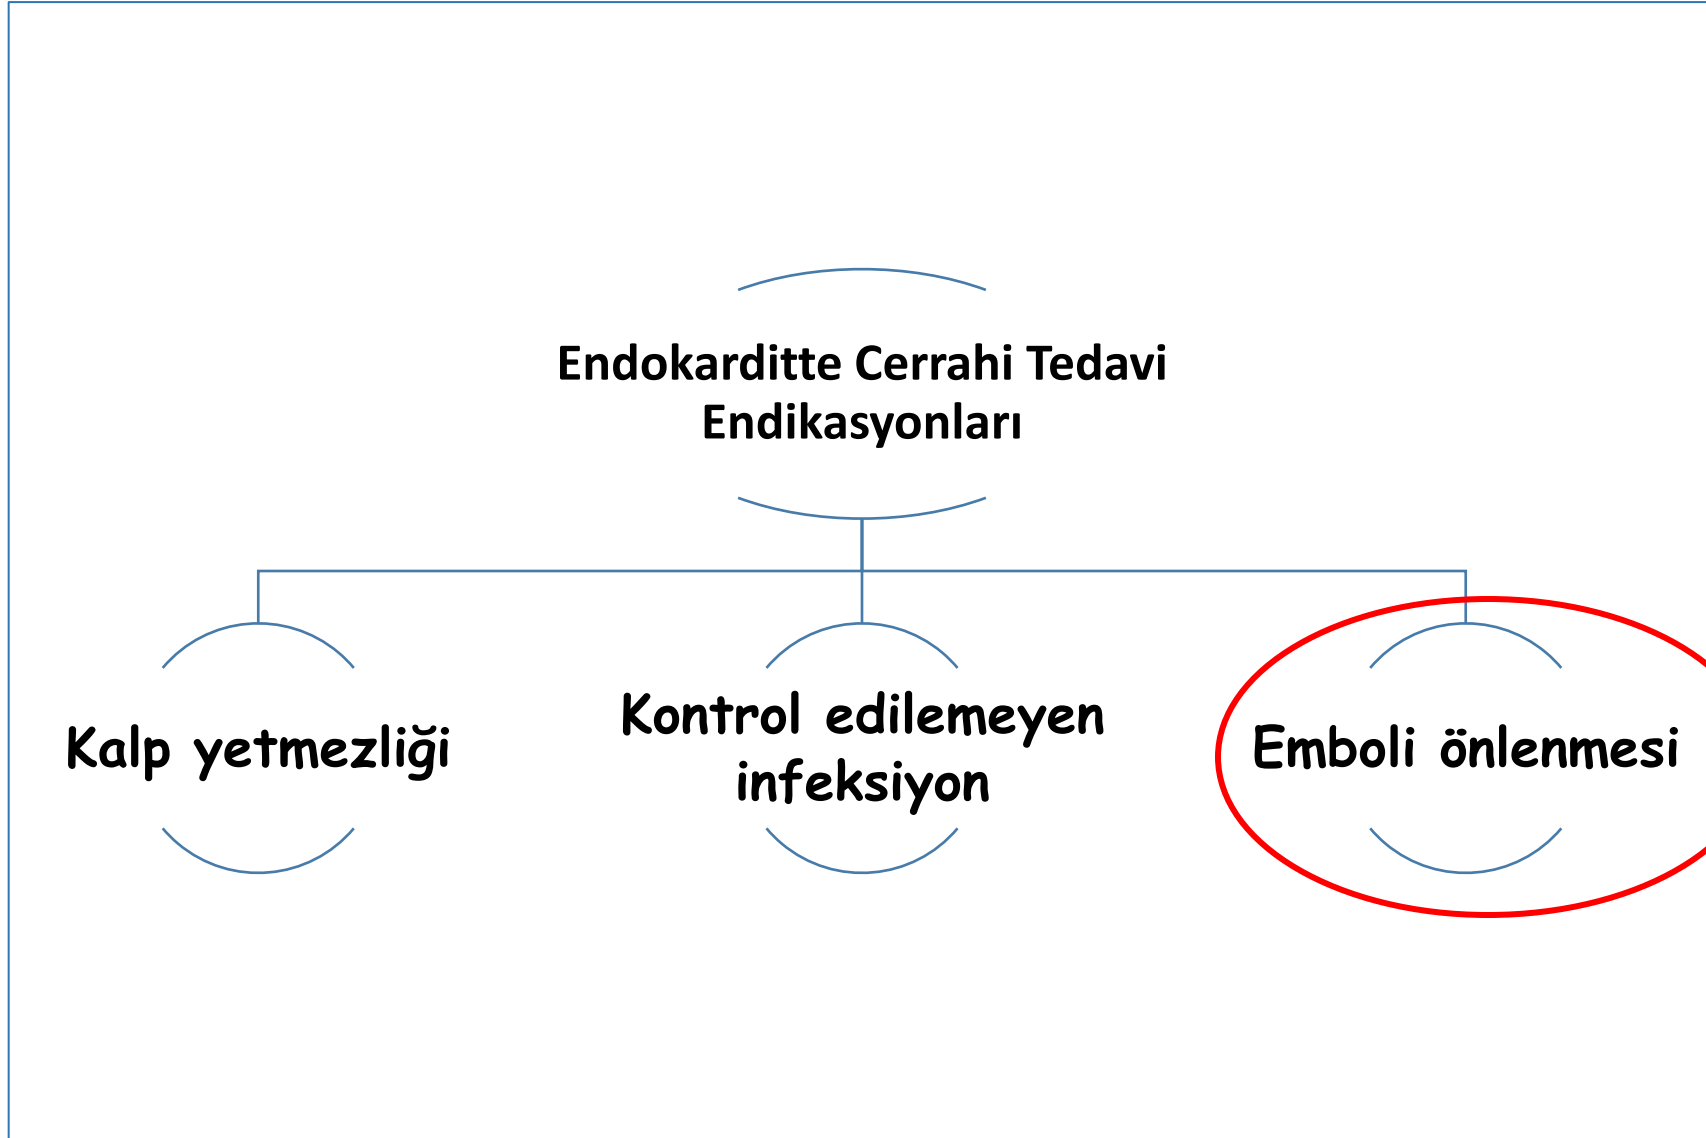 Endokarditte Cerrahi Tedavi
Endikasyonları
Kalp yetmezliği
Kontrol edilemeyen
infeksiyon
Emboli önlenmesi